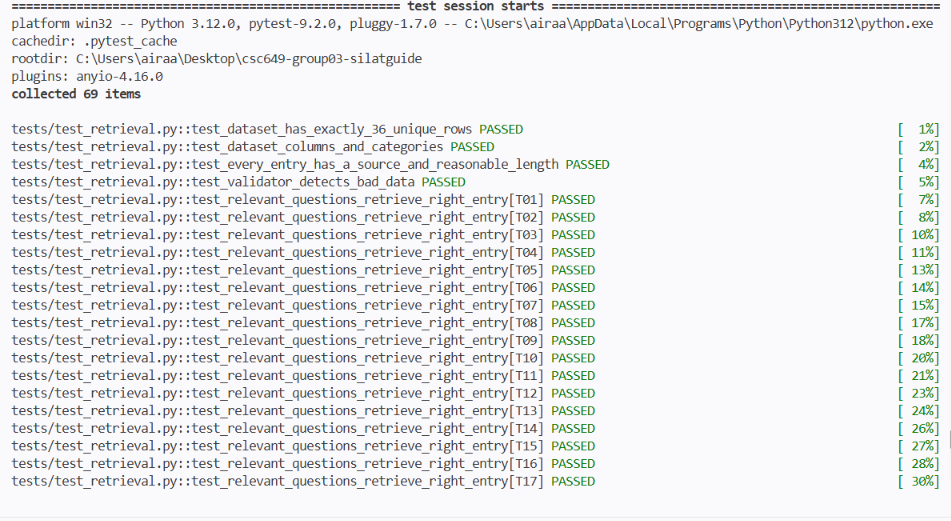 ================================================ test session starts ================================================
platform win32 -- Python 3.12.0, pytest-9.2.0, pluggy-1.7.0 -- C:\Users\airaa\AppData\Local\Programs\Python\Python312\python.exe
cachedir: .pytest_cache
rootdir: C:\Users\airaa\Desktop\csc649-group03-silatguide
plugins: anyio-4.16.0
collected 69 items
tests/test_retrieval.py::test_dataset_has_exactly_36_unique_rows PASSED [  1%]
tests/test_retrieval.py::test_dataset_columns_and_categories PASSED [  2%]
tests/test_retrieval.py::test_every_entry_has_a_source_and_reasonable_length PASSED [  4%]
tests/test_retrieval.py::test_validator_detects_bad_data PASSED [  5%]
tests/test_retrieval.py::test_relevant_questions_retrieve_right_entry[T01] PASSED [  7%]
tests/test_retrieval.py::test_relevant_questions_retrieve_right_entry[T02] PASSED [  8%]
tests/test_retrieval.py::test_relevant_questions_retrieve_right_entry[T03] PASSED [ 10%]
tests/test_retrieval.py::test_relevant_questions_retrieve_right_entry[T04] PASSED [ 11%]
tests/test_retrieval.py::test_relevant_questions_retrieve_right_entry[T05] PASSED [ 13%]
tests/test_retrieval.py::test_relevant_questions_retrieve_right_entry[T06] PASSED [ 14%]
tests/test_retrieval.py::test_relevant_questions_retrieve_right_entry[T07] PASSED [ 15%]
tests/test_retrieval.py::test_relevant_questions_retrieve_right_entry[T08] PASSED [ 17%]
tests/test_retrieval.py::test_relevant_questions_retrieve_right_entry[T09] PASSED [ 18%]
tests/test_retrieval.py::test_relevant_questions_retrieve_right_entry[T10] PASSED [ 20%]
tests/test_retrieval.py::test_relevant_questions_retrieve_right_entry[T11] PASSED [ 21%]
tests/test_retrieval.py::test_relevant_questions_retrieve_right_entry[T12] PASSED [ 23%]
tests/test_retrieval.py::test_relevant_questions_retrieve_right_entry[T13] PASSED [ 24%]
tests/test_retrieval.py::test_relevant_questions_retrieve_right_entry[T14] PASSED [ 26%]
tests/test_retrieval.py::test_relevant_questions_retrieve_right_entry[T15] PASSED [ 27%]
tests/test_retrieval.py::test_relevant_questions_retrieve_right_entry[T16] PASSED [ 28%]
tests/test_retrieval.py::test_relevant_questions_retrieve_right_entry[T17] PASSED [ 30%]